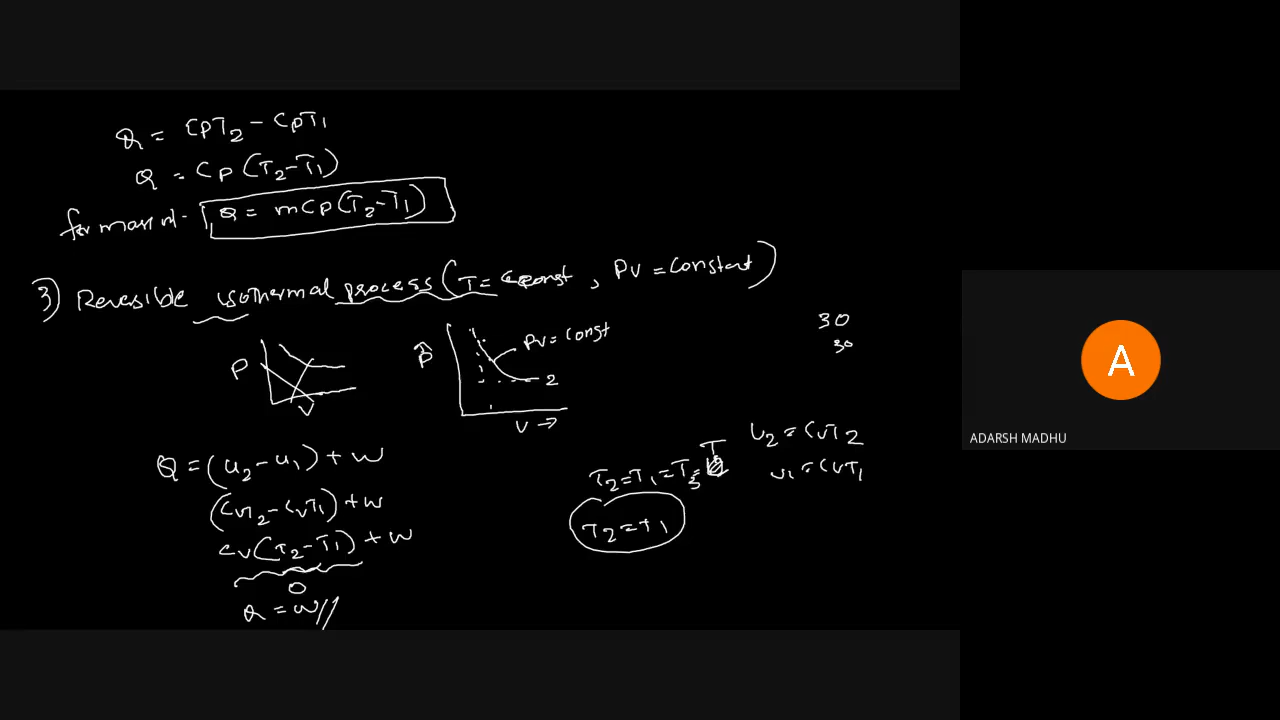 Q = CpT2 - CpT1
Q = Cp (T2 - T1)
for mass m. Q = mCp (T2 - T1)
3) Reversible isothermal process (T = const, PV = Constant)
30
30
P
V
P
PV = Const
2
V →
Q = (u2 - u1) + w
(CvT2 - CvT1) + w
Cv (T2 - T1) + w
0
Q = w //
T2 = T1 = T3 = T
T2 = T1
U2 = CvT2
U1 = CvT1
A
ADARSH MADHU